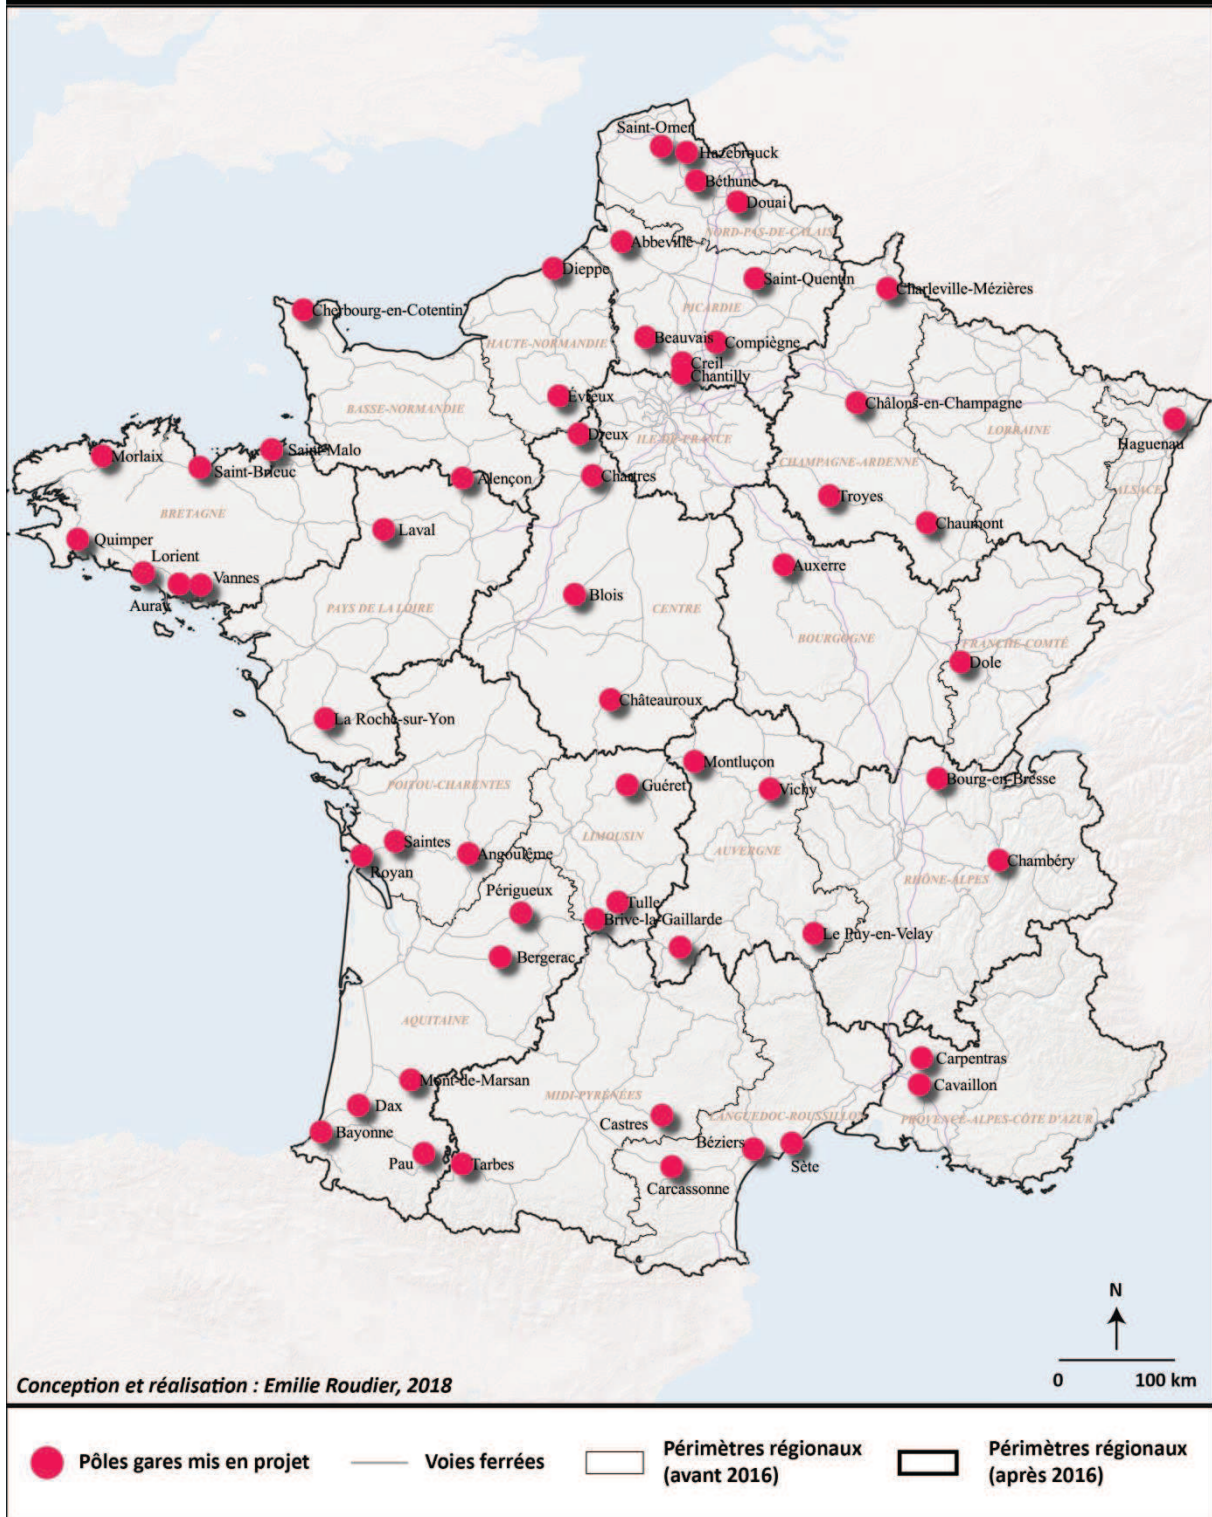 Saint-Omer
Hazebrouck
Béthune
Douai
NORD-PAS-DE-CALAIS
Abbeville
Dieppe
Saint-Quentin
Charleville-Mézières
Cherbourg-en-Cotentin
PICARDIE
HAUTE-NORMANDIE
Beauvais
Compiègne
Creil
Chantilly
Évreux
BASSE-NORMANDIE
Châlons-en-Champagne
LORRAINE
Haguenau
Dreux
ILE-DE-FRANCE
Saint-Malo
Morlaix
Saint-Brieuc
CHAMPAGNE-ARDENNE
Alençon
Chartres
ALSACE
Troyes
BRETAGNE
Laval
Chaumont
Quimper
Lorient
Auxerre
Vannes
Auray
Blois
PAYS DE LA LOIRE
CENTRE
BOURGOGNE
FRANCHE-COMTÉ
Dole
Châteauroux
La Roche-sur-Yon
Montluçon
Bourg-en-Bresse
POITOU-CHARENTES
Guéret
Vichy
LIMOUSIN
Saintes
Angoulême
AUVERGNE
Chambéry
Royan
RHÔNE-ALPES
Périgueux
Tulle
Brive-la-Gaillarde
Le Puy-en-Velay
Bergerac
AQUITAINE
Carpentras
Mont-de-Marsan
Cavaillon
MIDI-PYRÉNÉES
Dax
LANGUEDOC-ROUSSILLON
PROVENCE-ALPES-CÔTE D'AZUR
Castres
Bayonne
Béziers
Pau
Tarbes
Sète
Carcassonne
N
Conception et réalisation : Emilie Roudier, 2018
0 100 km
Pôles gares mis en projet
Voies ferrées
Périmètres régionaux
(avant 2016)
Périmètres régionaux
(après 2016)